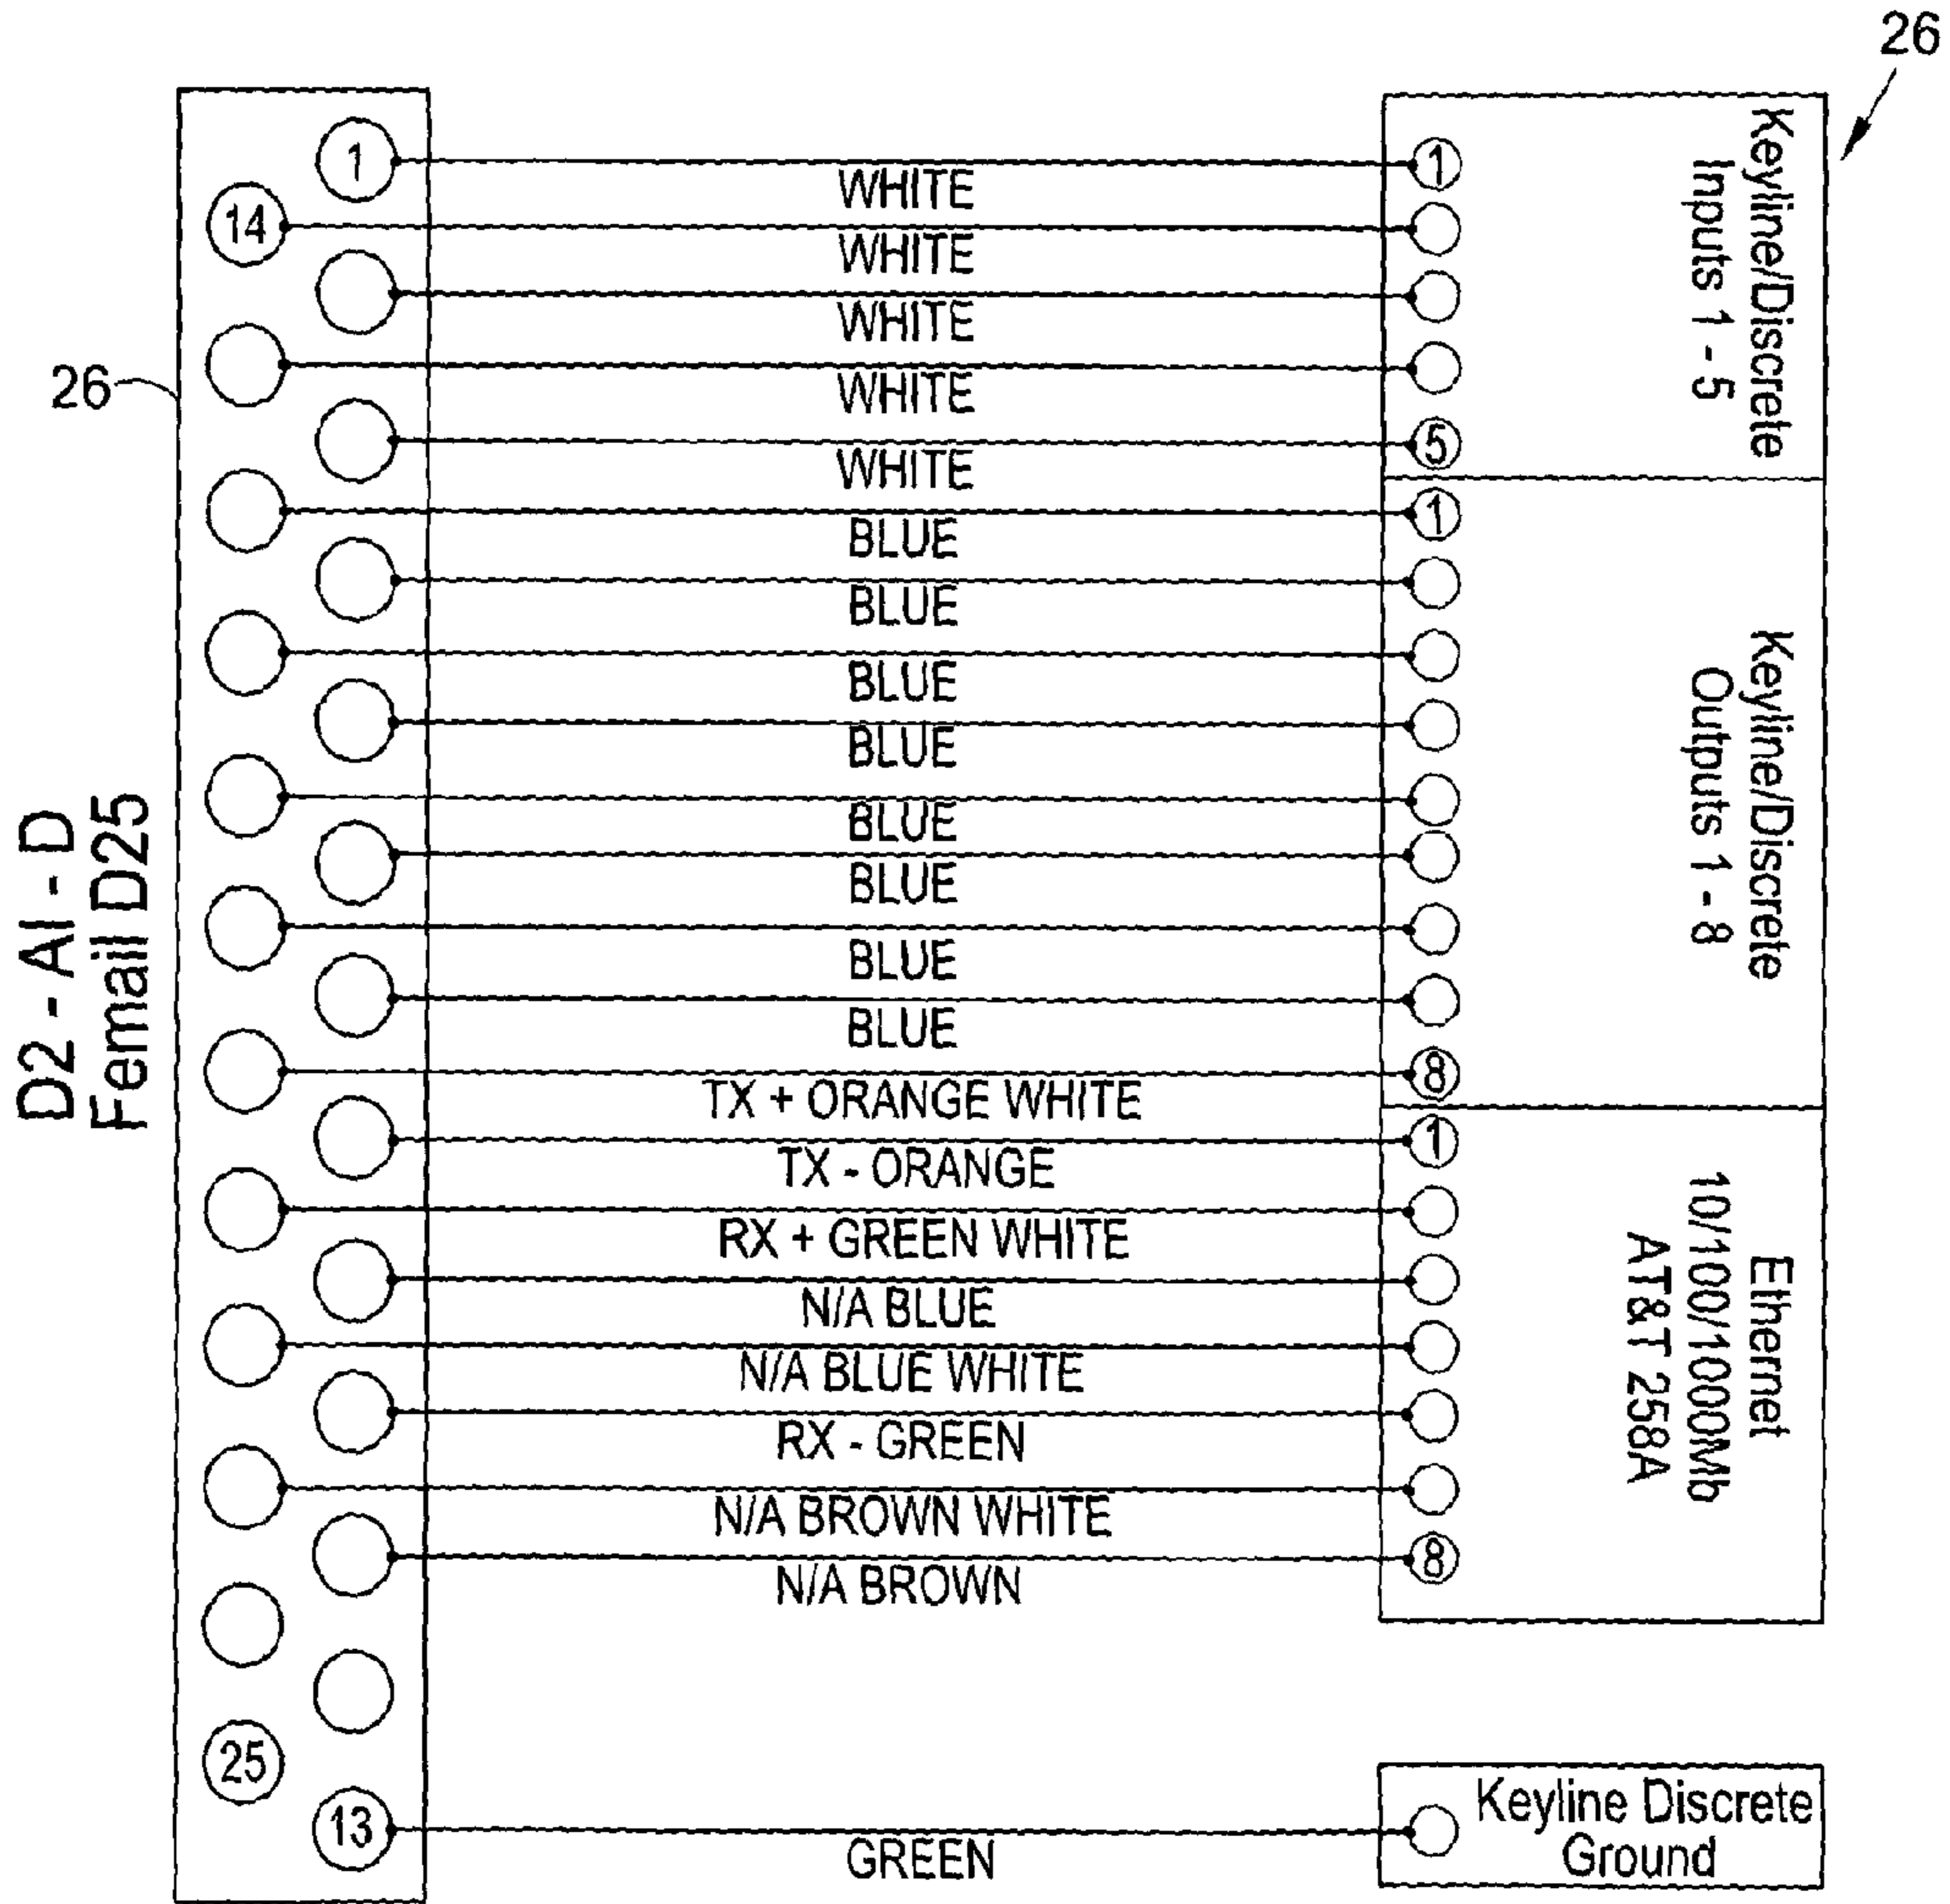 26
26
D2 - AI - D
Femail D25
1
14
25
13
WHITE
WHITE
WHITE
WHITE
WHITE
BLUE
BLUE
BLUE
BLUE
BLUE
BLUE
BLUE
BLUE
TX + ORANGE WHITE
TX - ORANGE
RX + GREEN WHITE
N/A BLUE
N/A BLUE WHITE
RX - GREEN
N/A BROWN WHITE
N/A BROWN
GREEN
1
5
Keyline/Discrete
Inputs 1 - 5
1
8
Keyline/Discrete
Outputs 1 - 8
1
8
Ethernet
10/100/1000Mb
AT&T 258A
Keyline Discrete
Ground